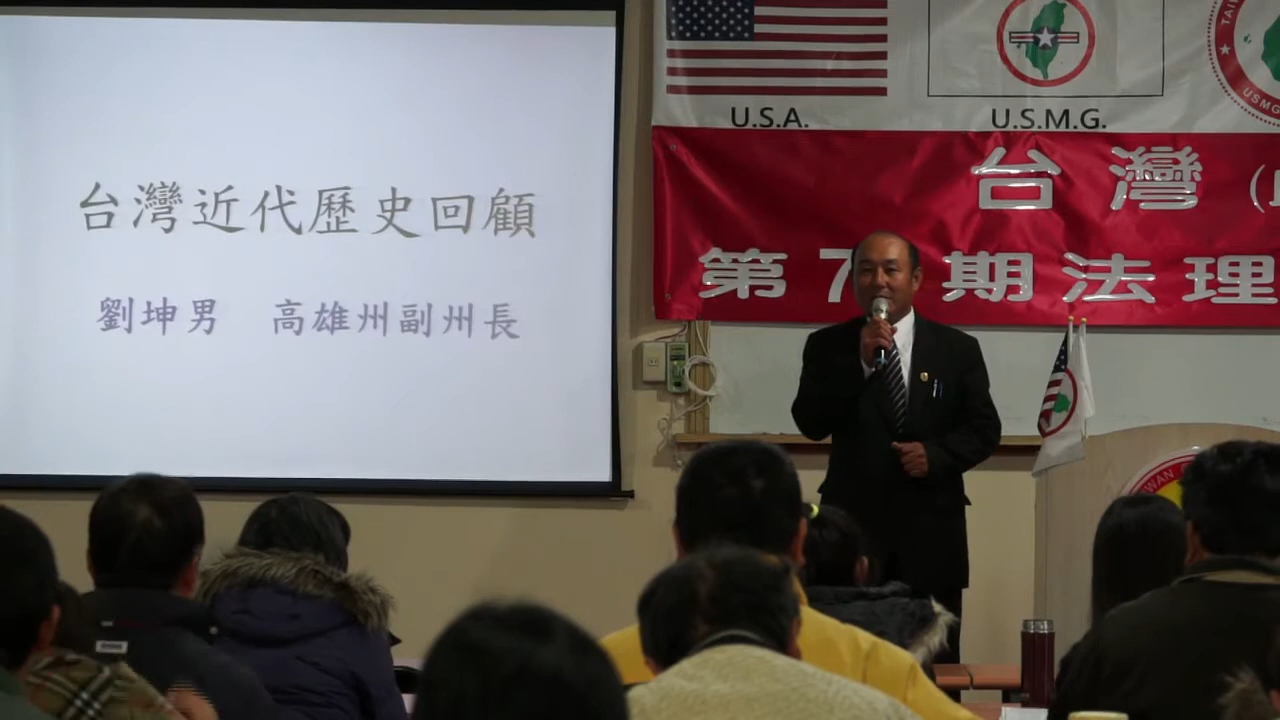 台灣近代歷史回顧
劉坤男 高雄州副州長
U.S.A.
U.S.M.G.
USMG
台灣(
第7期法理